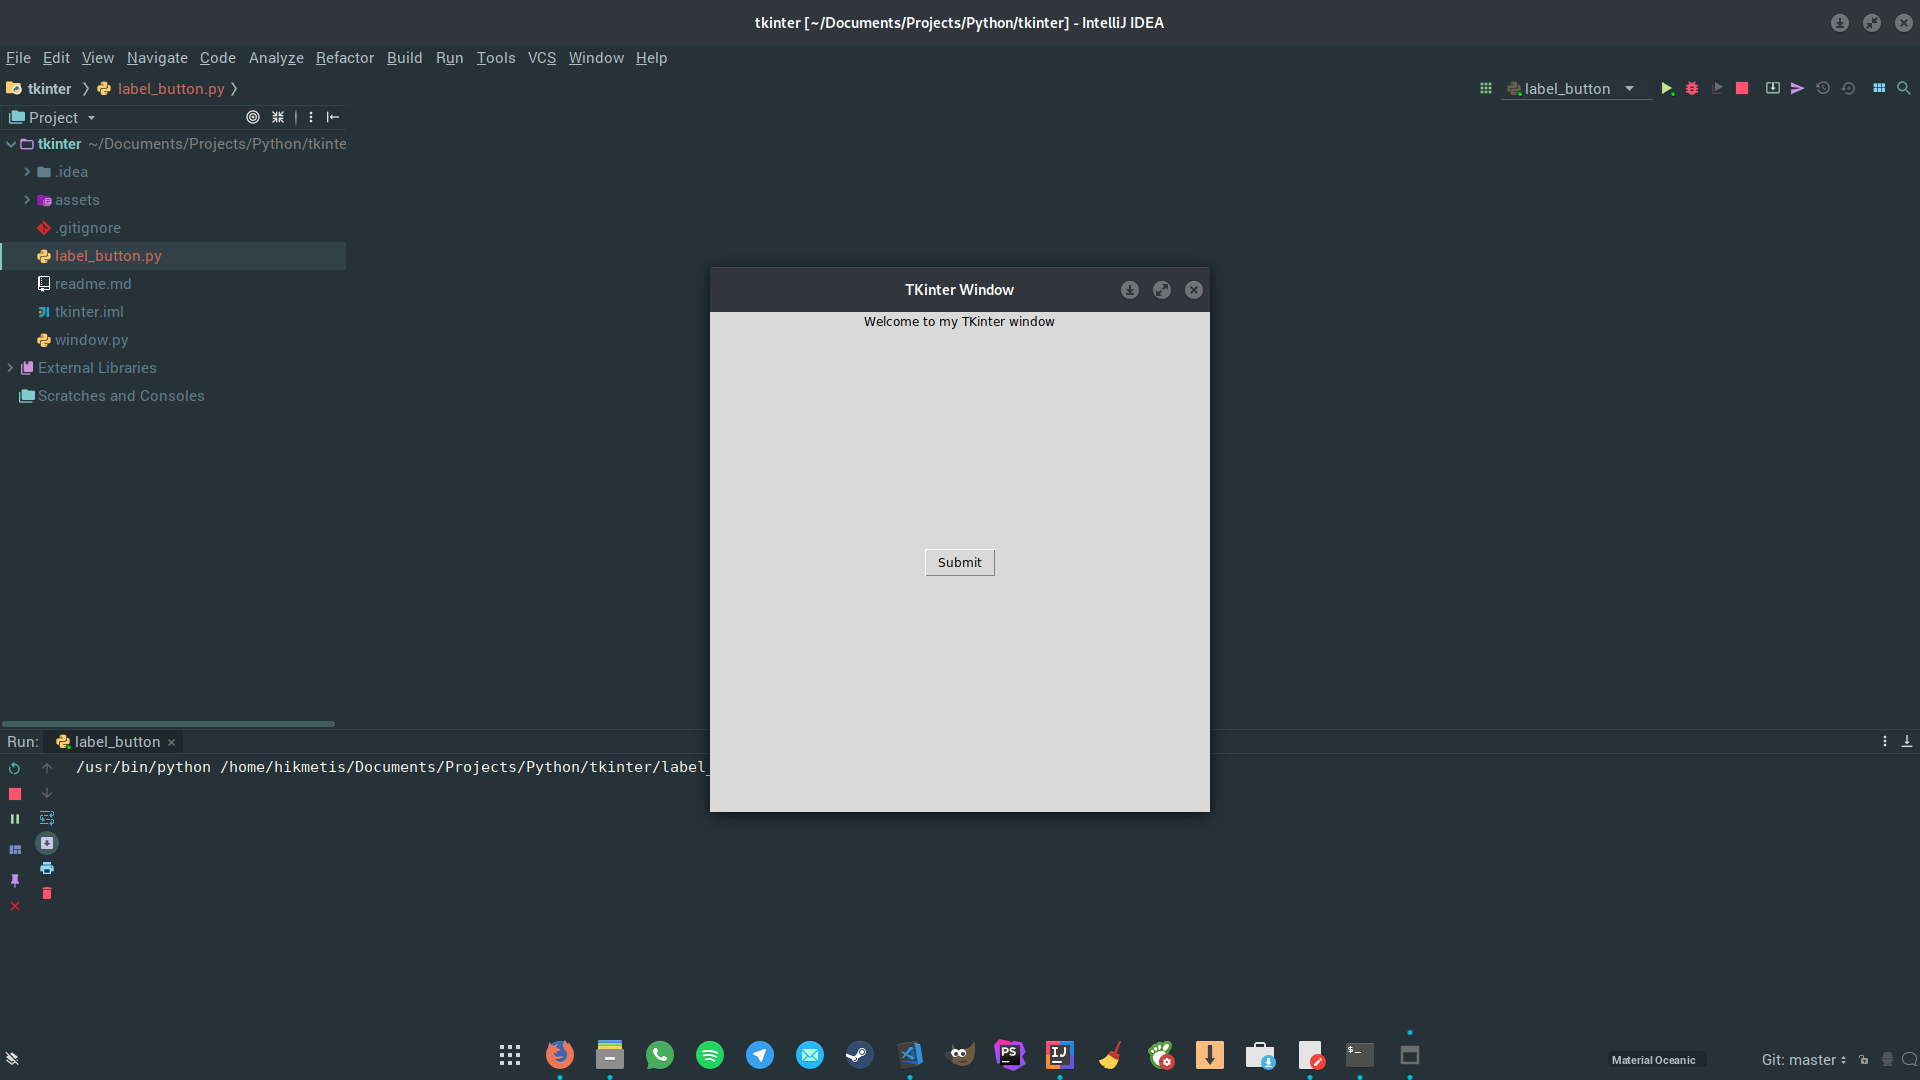 tkinter [~/Documents/Projects/Python/tkinter] - IntelliJ IDEA
File Edit View Navigate Code Analyze Refactor Build Run Tools VCS Window Help
tkinter label_button.py
label_button
Project
tkinter ~/Documents/Projects/Python/tkinte
.idea
assets
.gitignore
label_button.py
readme.md
tkinter.iml
window.py
External Libraries
Scratches and Consoles
TKinter Window
Welcome to my TKinter window
Submit
Run: label_button
/usr/bin/python /home/hikmetis/Documents/Projects/Python/tkinter/label_
PS
IJ
$_
Material Oceanic
Git: master